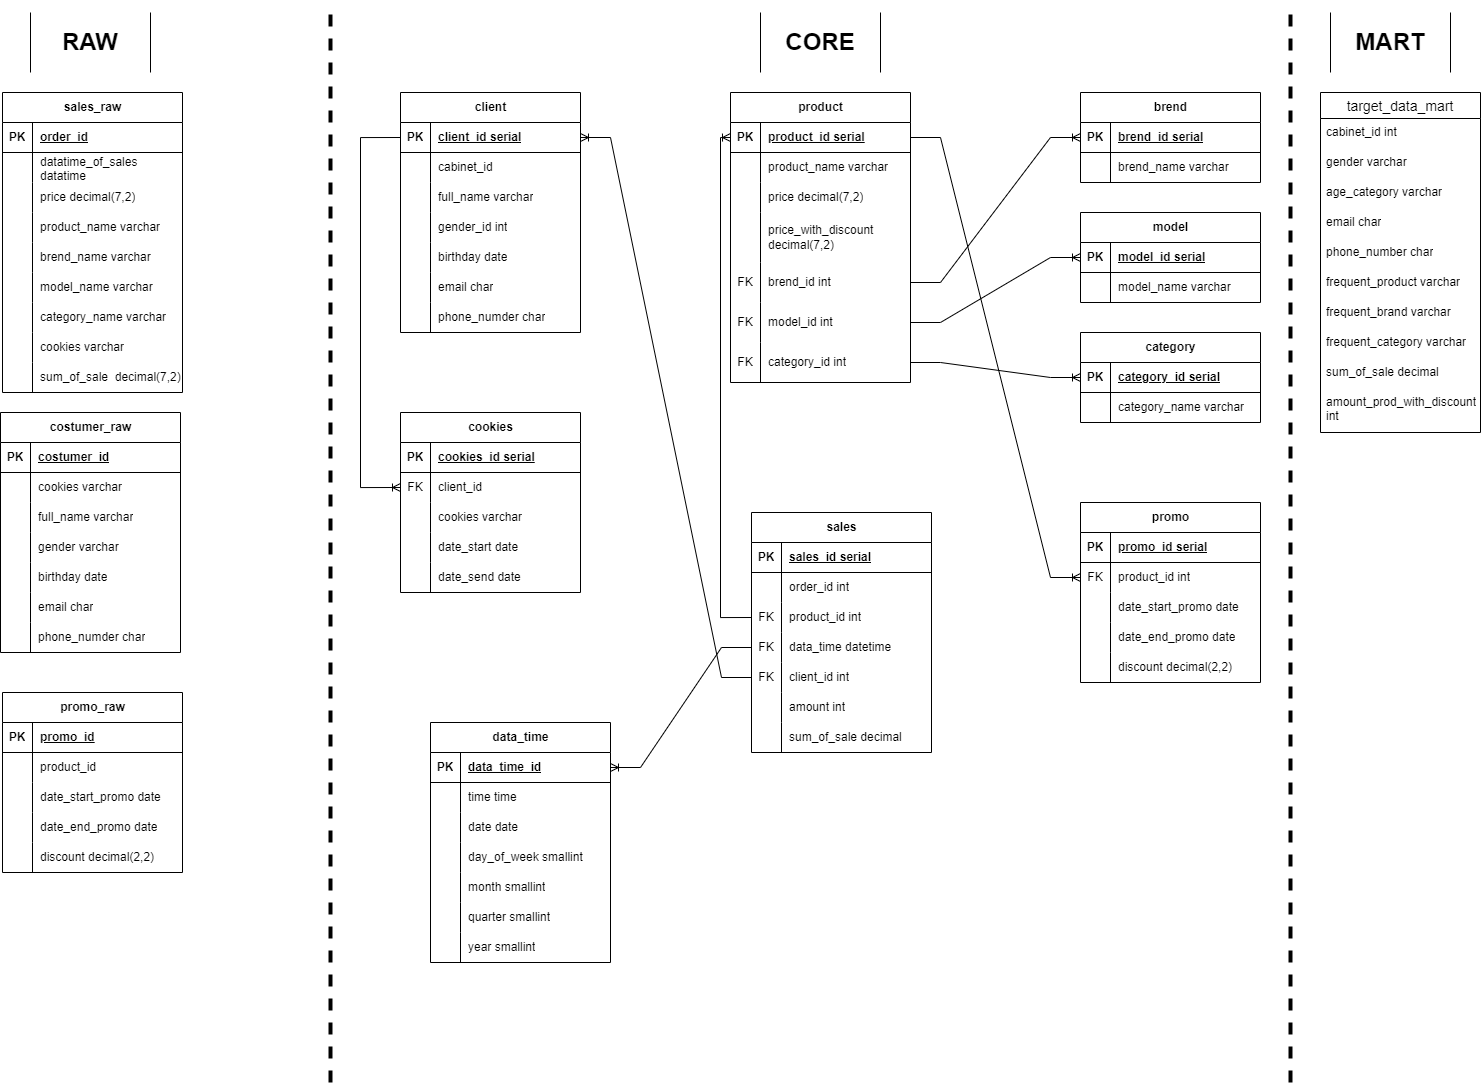 RAW
CORE
MART
sales_raw
PK order_id
datatime_of_sales
datatime
price decimal(7,2)
product_name varchar
brend_name varchar
model_name varchar
category_name varchar
cookies varchar
sum_of_sale decimal(7,2)
costumer_raw
PK costumer_id
cookies varchar
full_name varchar
gender varchar
birthday date
email char
phone_numder char
promo_raw
PK promo_id
product_id
date_start_promo date
date_end_promo date
discount decimal(2,2)
client
PK client_id serial
cabinet_id
full_name varchar
gender_id int
birthday date
email char
phone_numder char
cookies
PK cookies_id serial
FK client_id
cookies varchar
date_start date
date_send date
data_time
PK data_time_id
time time
date date
day_of_week smallint
month smallint
quarter smallint
year smallint
product
PK product_id serial
product_name varchar
price decimal(7,2)
price_with_discount
decimal(7,2)
FK brend_id int
FK model_id int
FK category_id int
sales
PK sales_id serial
order_id int
FK product_id int
FK data_time datetime
FK client_id int
amount int
sum_of_sale decimal
brend
PK brend_id serial
brend_name varchar
model
PK model_id serial
model_name varchar
category
PK category_id serial
category_name varchar
promo
PK promo_id serial
FK product_id int
date_start_promo date
date_end_promo date
discount decimal(2,2)
target_data_mart
cabinet_id int
gender varchar
age_category varchar
email char
phone_number char
frequent_product varchar
frequent_brand varchar
frequent_category varchar
sum_of_sale decimal
amount_prod_with_discount
int